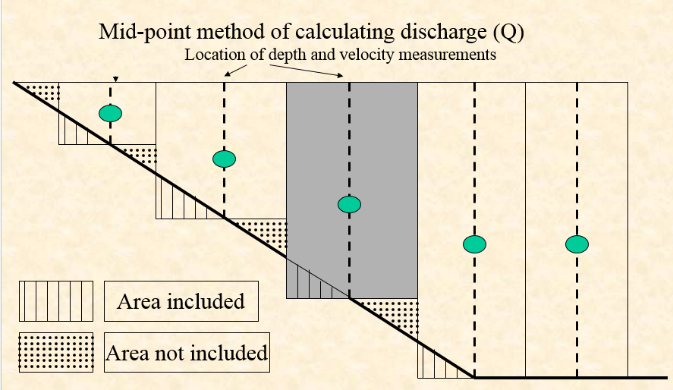 Mid-point method of calculating discharge (Q)
Location of depth and velocity measurements
Area included
Area not included